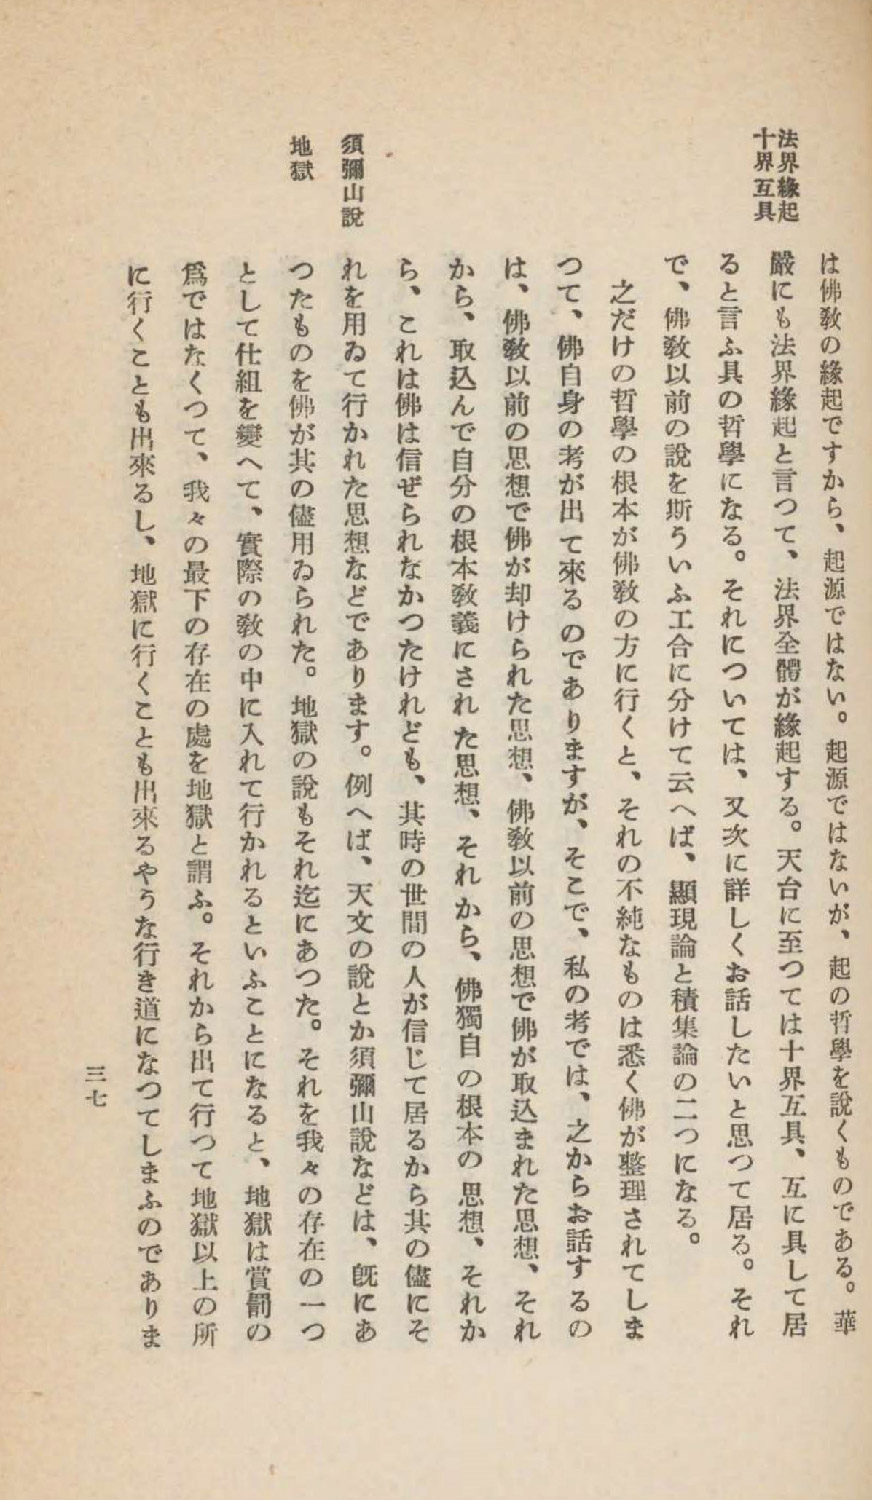 法界緣起
十界互具
須彌山說
地獄
は佛敎の緣起ですから、起源ではない。起源ではないが、起の哲學を說くものである。華
嚴にも法界緣起と言つて、法界全體が緣起する。天台に至つては十界互具、互に具して居
ると言ふ具の哲學になる。それについては、又次に詳しくお話したいと思つて居る。それ
で、佛敎以前の說を斯ういふ工合に分けて云へば、顯現論と積集論の二つになる。
之だけの哲學の根本が佛敎の方に行くと、それの不純なものは悉く佛が整理されてしま
つて、佛自身の考が出て來るのでありますが、そこで、私の考では、之からお話するの
は、佛敎以前の思想で佛が却けられた思想、佛敎以前の思想で佛が取込まれた思想、それ
から、取込んで自分の根本敎義にされた思想、それから、佛獨自の根本の思想、それか
ら、これは佛は信ぜられなかつたけれども、其時の世間の人が信じて居るから其の儘にそ
れを用ゐて行かれた思想などであります。例へば、天文の說とか須彌山說などは、旣にあ
つたものを佛が其の儘用ゐられた。地獄の說もそれ迄にあつた。それを我々の存在の一つ
として仕組を變へて、實際の敎の中に入れて行かれるといふことになると、地獄は賞罰の
爲ではなくつて、我々の最下の存在の處を地獄と謂ふ。それから出て行つて地獄以上の所
に行くことも出來るし、地獄に行くことも出來るやうな行き道になつてしまふのでありま
三七